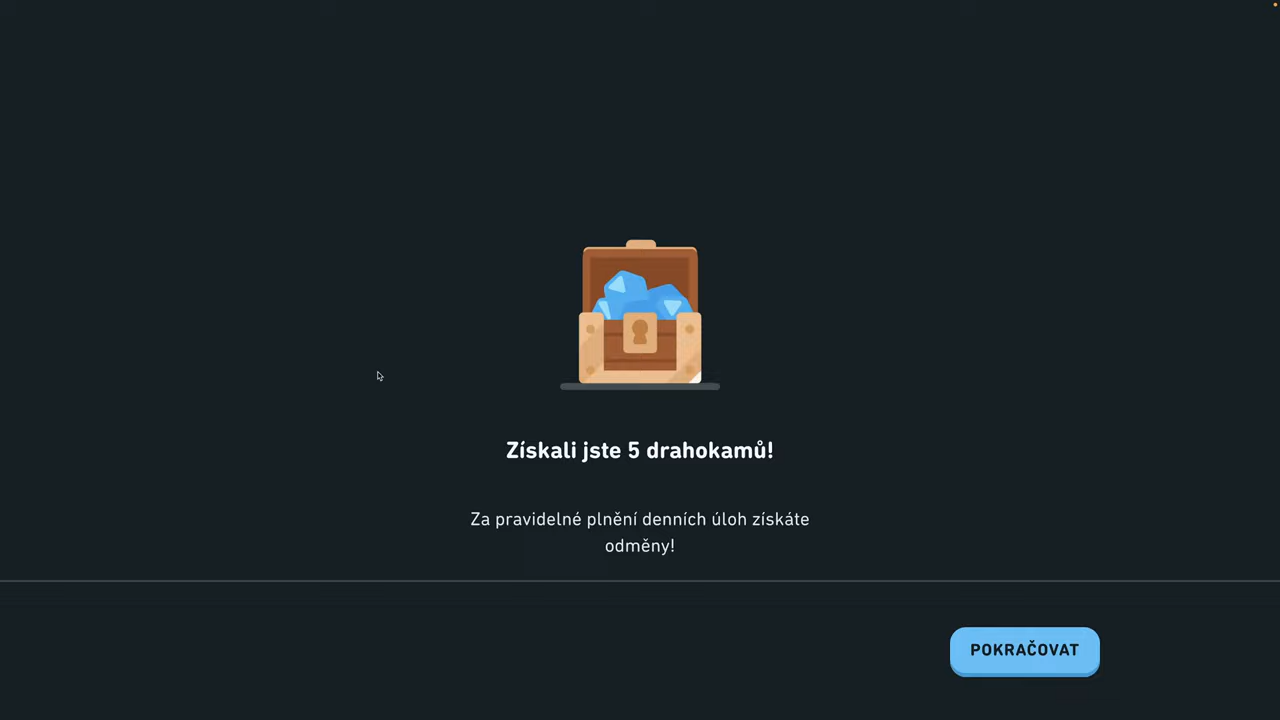 Získali jste 5 drahokamů!
Za pravidelné plnění denních úloh získáte
odměny!
POKRAČOVAT